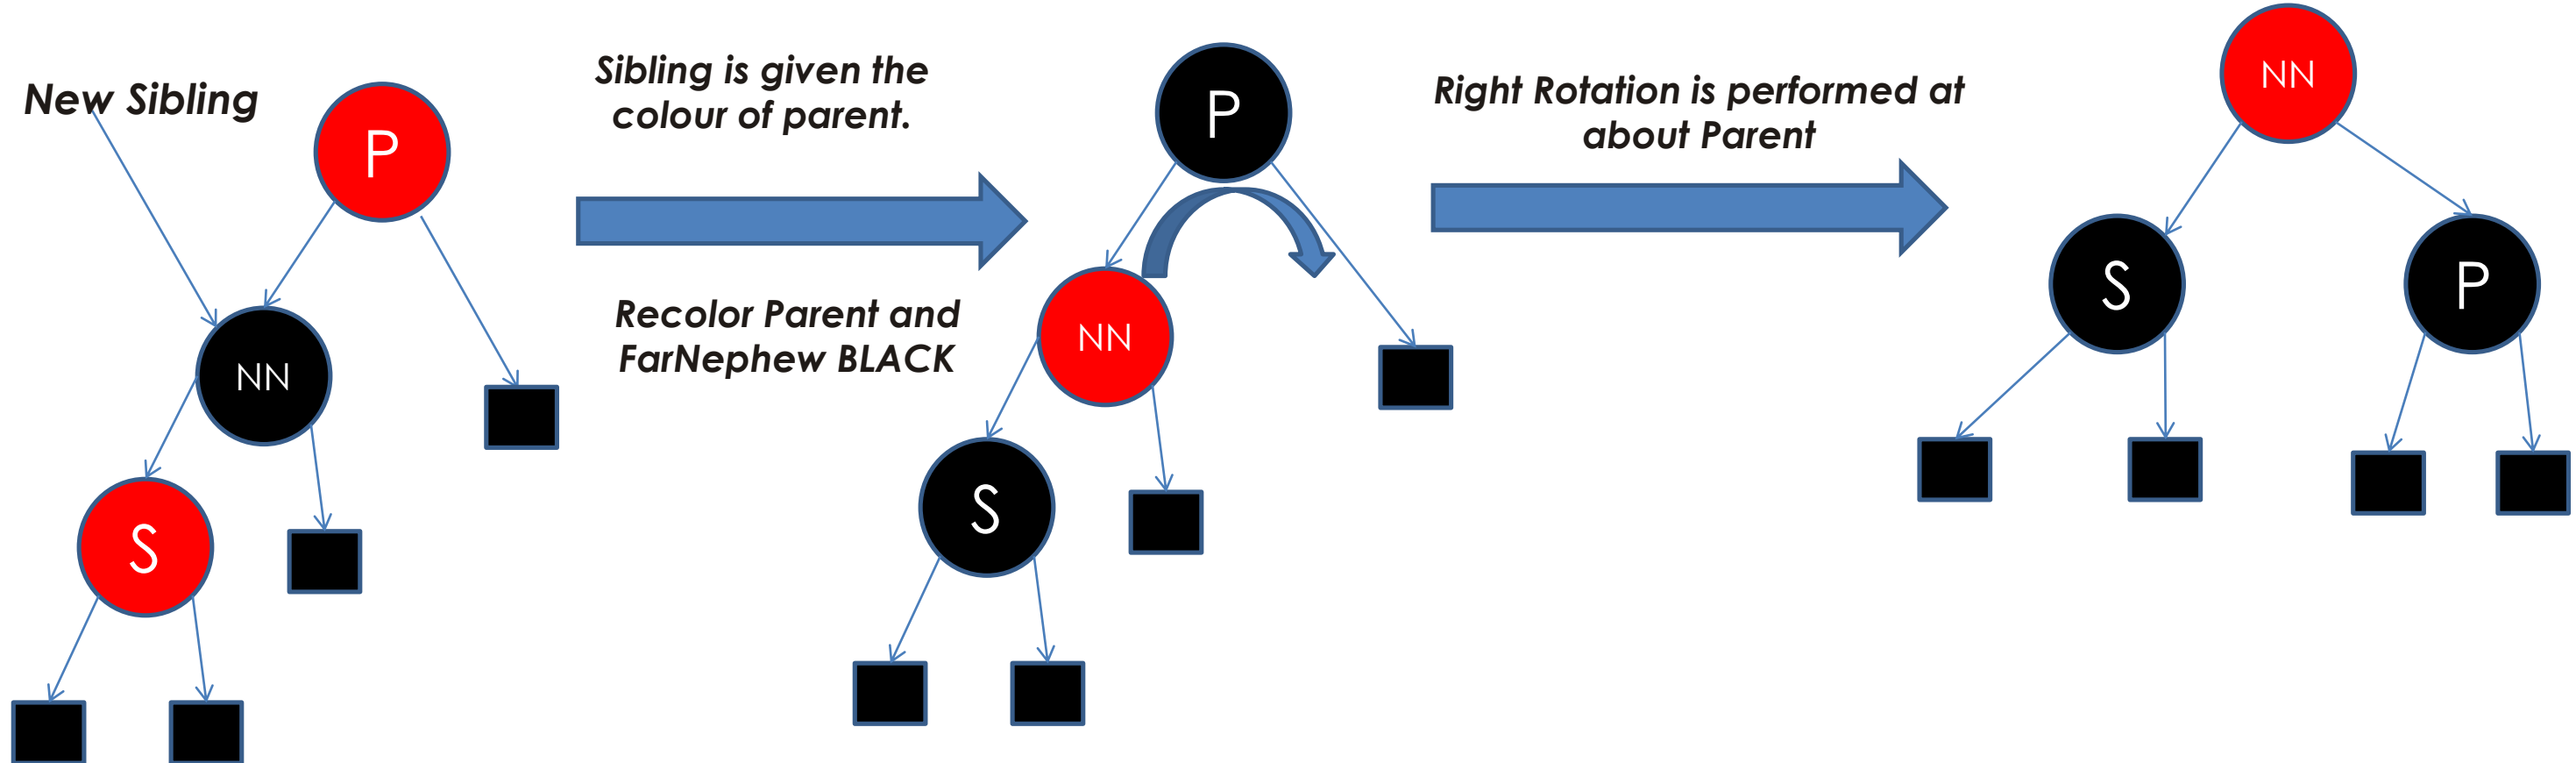 New Sibling
P
NN
S
Sibling is given the
colour of parent.
Recolor Parent and
FarNephew BLACK
P
NN
S
Right Rotation is performed at
about Parent
NN
S
P